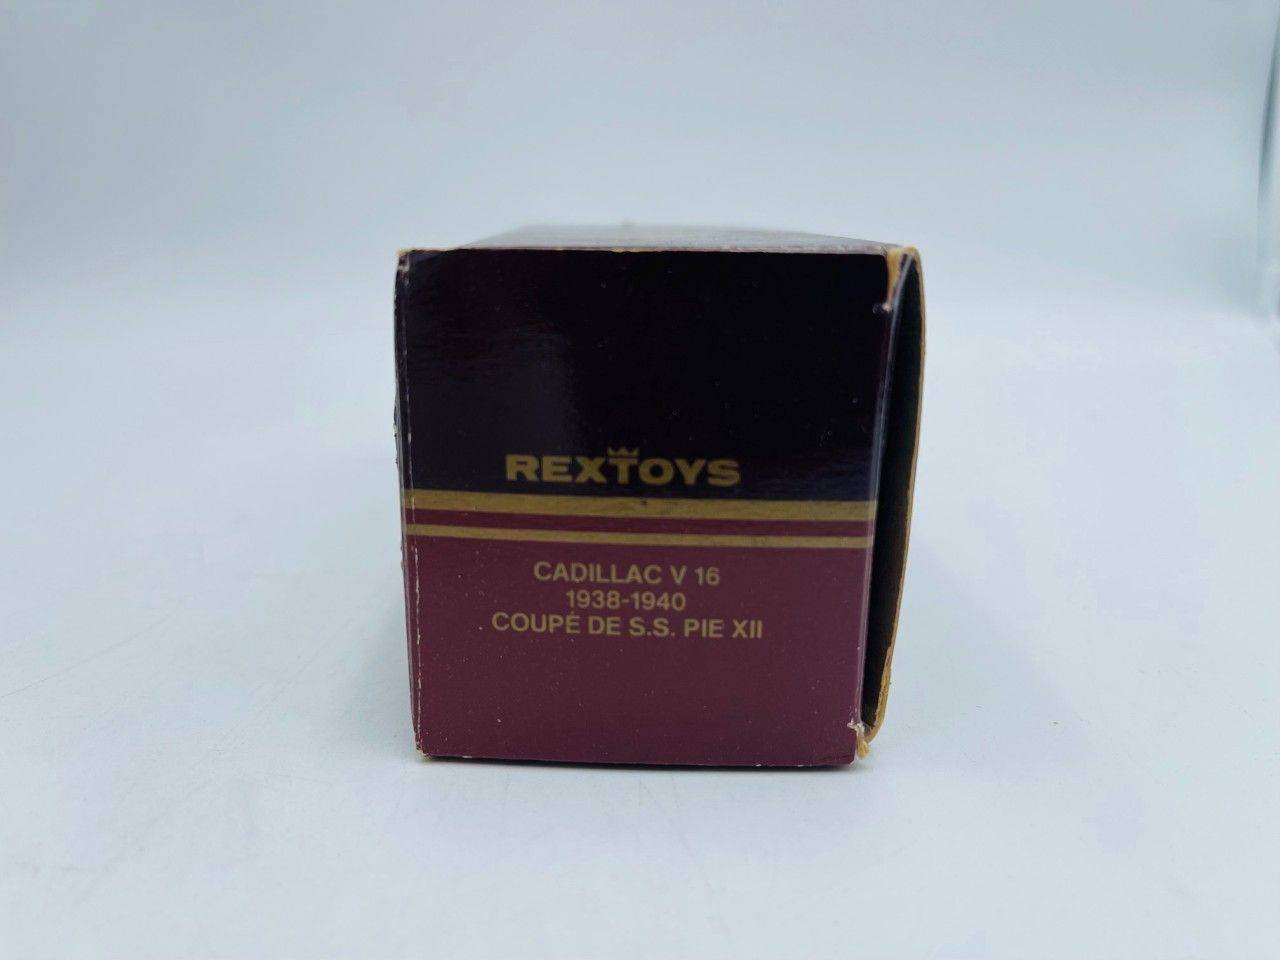 REXTOYS
CADILLAC V 16
1938-1940
COUPÉ DE S.S. PIE XII